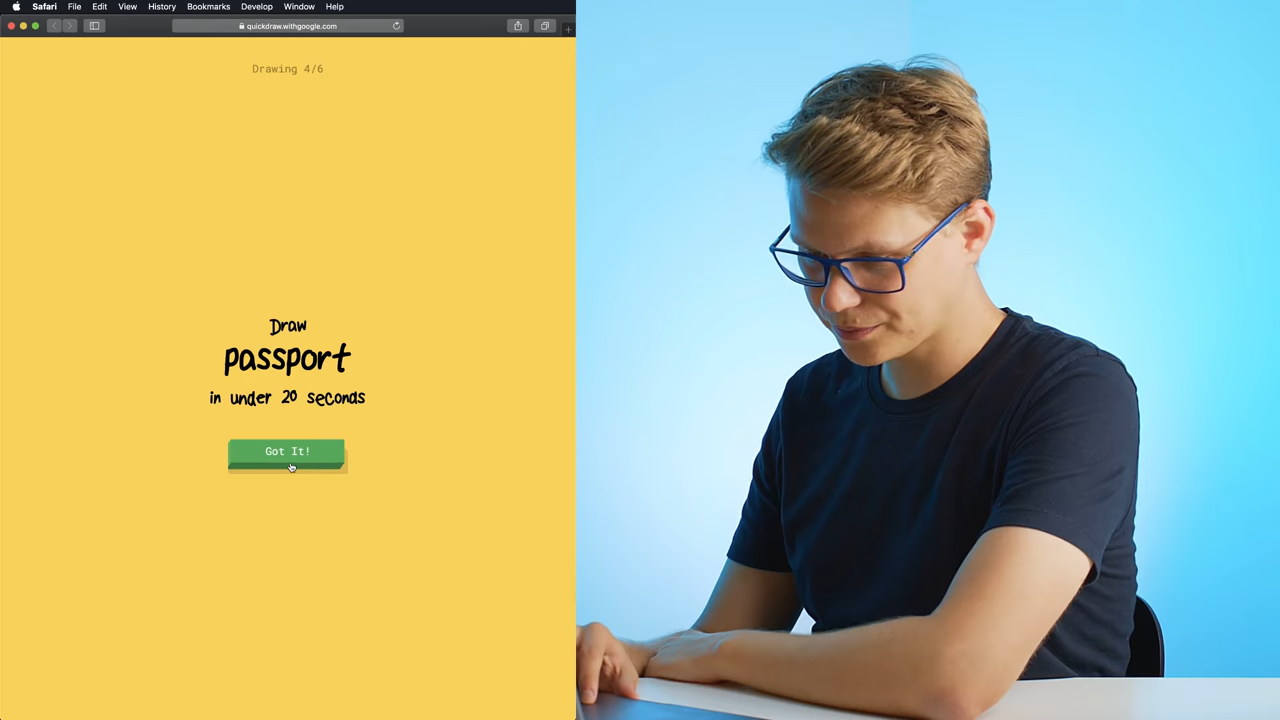 Safari File Edit View History Bookmarks Develop Window Help
quickdraw.withgoogle.com
Drawing 4/6
Draw
passport
in under 20 seconds
Got It!